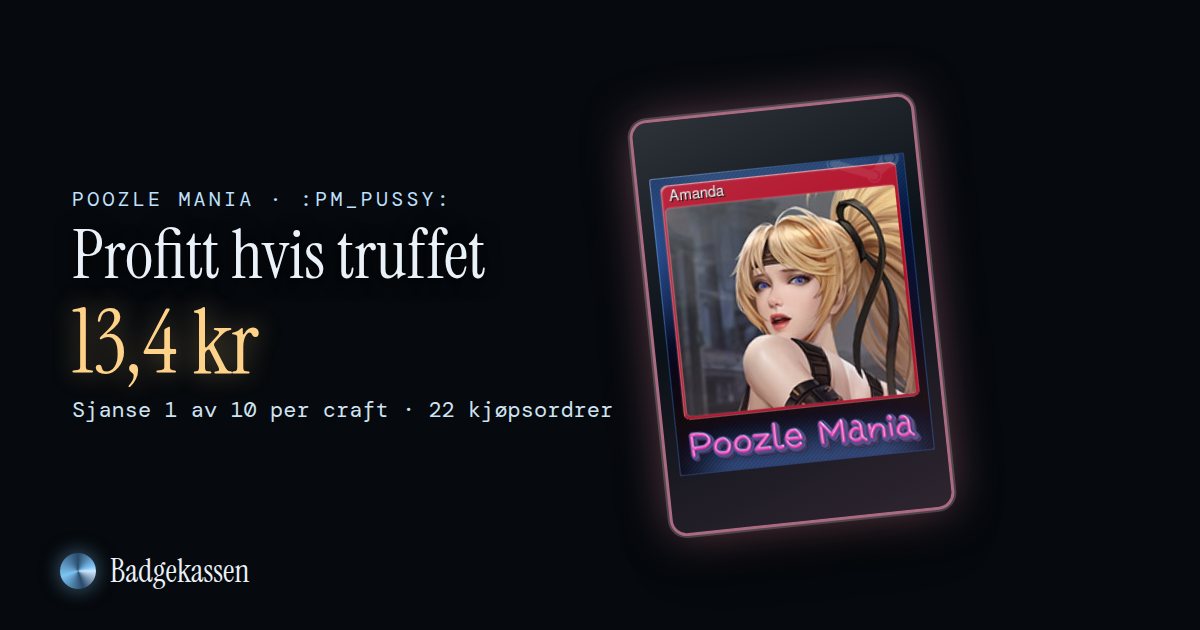 POOZLE MANIA · :PM_PUSSY:
Profitt hvis truffet
13,4 kr
Sjanse 1 av 10 per craft · 22 kjøpsordrer
Amanda
Poozle Mania
Badgekassen